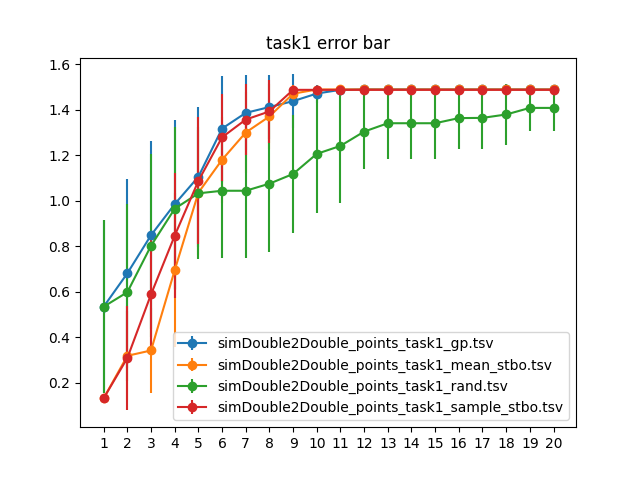 task1 error bar
1.6
1.4
1.2
1.0
0.8
0.6
0.4
0.2
simDouble2Double_points_task1_gp.tsv
simDouble2Double_points_task1_mean_stbo.tsv
simDouble2Double_points_task1_rand.tsv
simDouble2Double_points_task1_sample_stbo.tsv
1 2 3 4 5 6 7 8 9 10 11 12 13 14 15 16 17 18 19 20